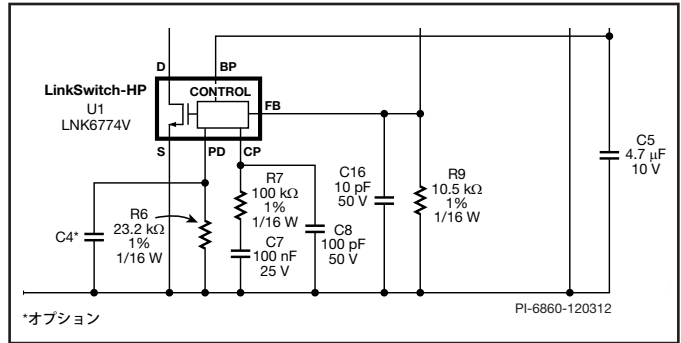 D
BP
LinkSwitch-HP
U1
LNK6774V
CONTROL
FB
S
PD
CP
C4*
R6
23.2 kΩ
1%
1/16 W
R7
100 kΩ
1%
1/16 W
C7
100 nF
25 V
C8
100 pF
50 V
C16
10 pF
50 V
R9
10.5 kΩ
1%
1/16 W
C5
4.7 μF
10 V
*オプション
PI-6860-120312